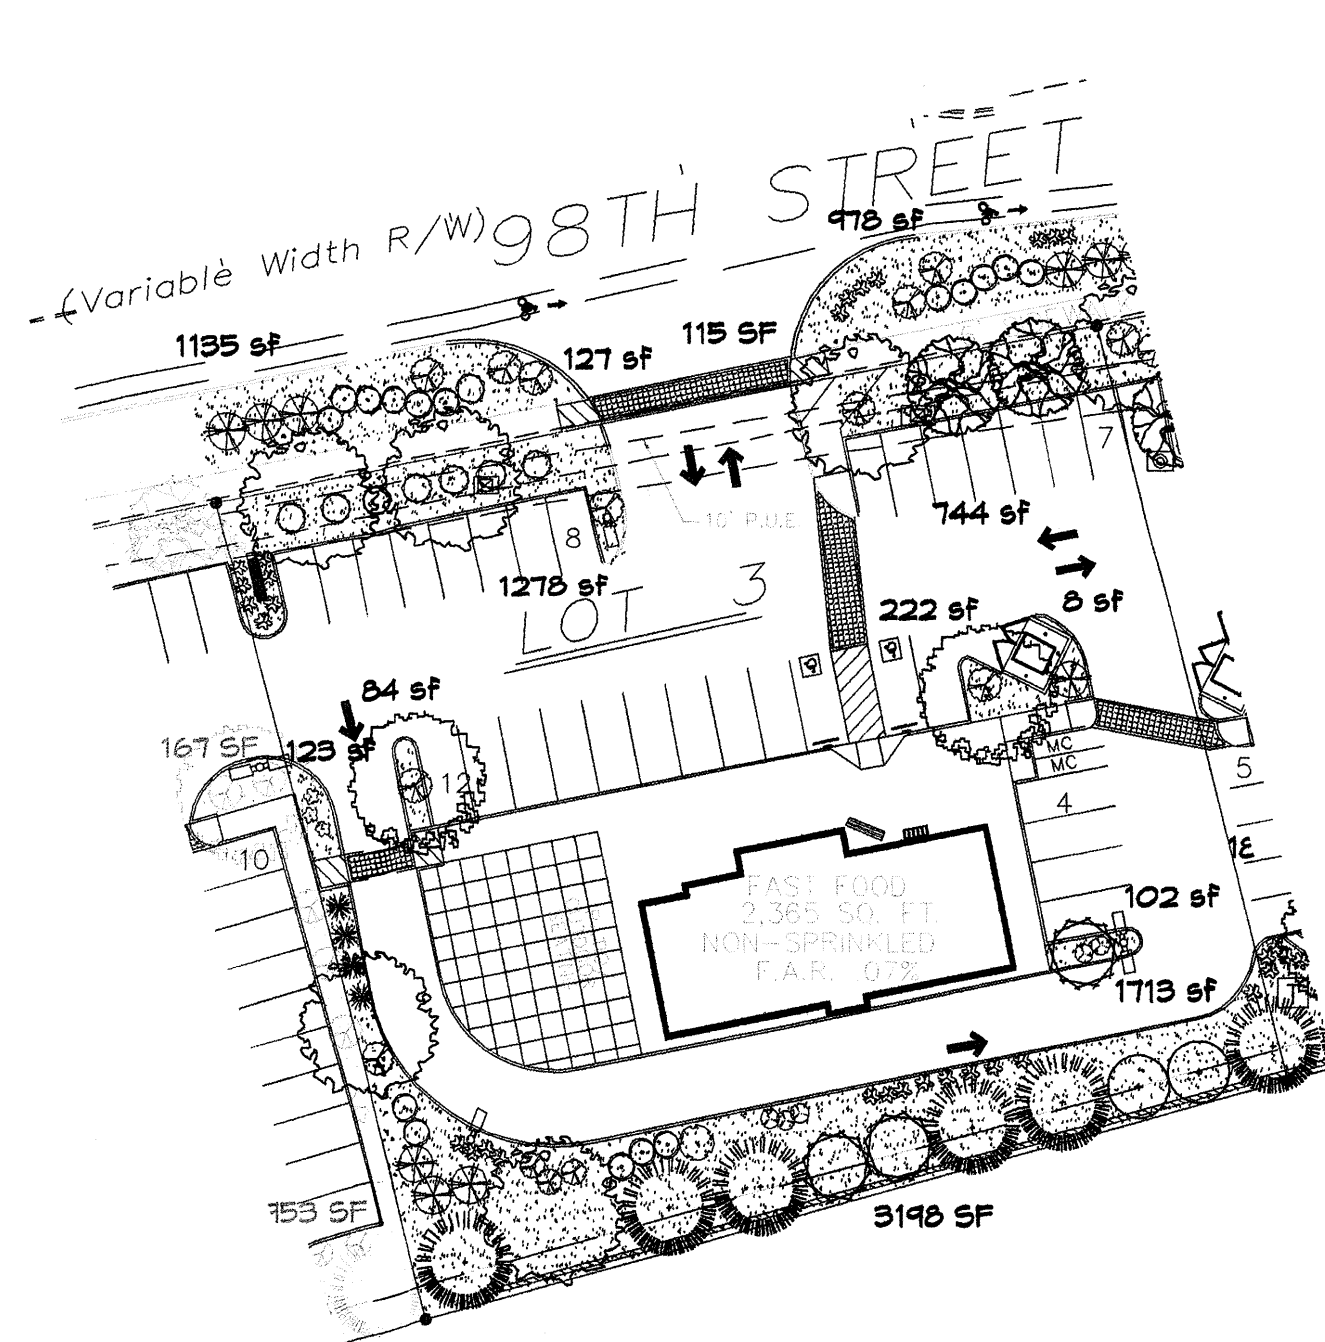 98TH STREET
(Variable Width R/W)
978 SF
1135 SF
127 SF
115 SF
7
744 SF
10' P.U.E.
8
1278 SF
LOT 3
222 SF
8 SF
84 SF
167 SF
123 SF
12
MC
MC
5
4
10
18
FAST FOOD
2,365 SQ. FT.
NON-SPRINKLED
F.A.R. .07%
102 SF
1713 SF
753 SF
3198 SF